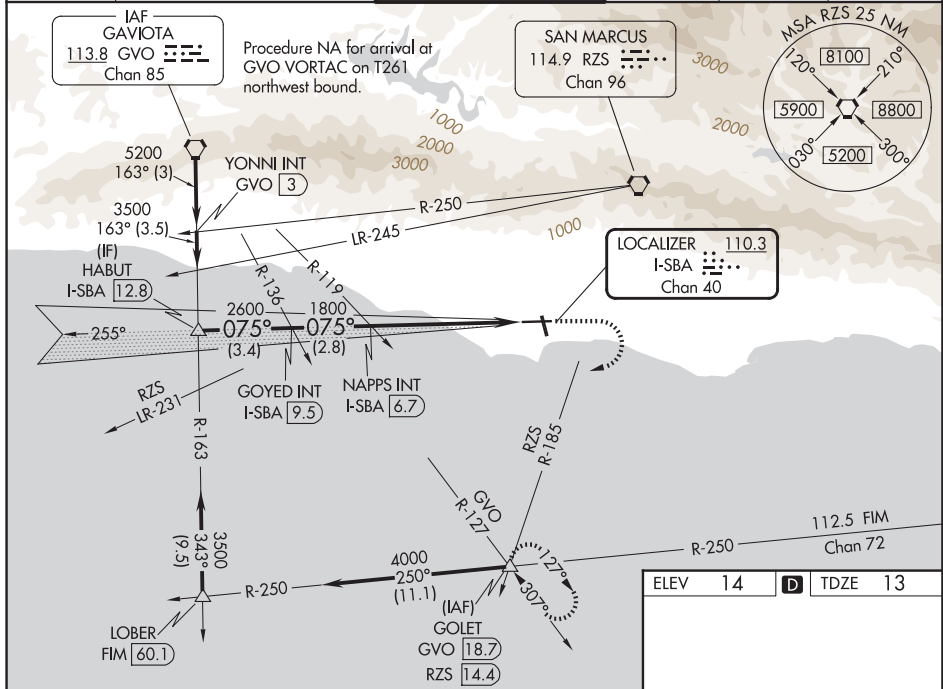 IAF
GAVIOTA
113.8 GVO
Chan 85
Procedure NA for arrival at
GVO VORTAC on T261
northwest bound.
SAN MARCUS
114.9 RZS
Chan 96
MSA RZS 25 NM
120°
8100
210°
5900
8800
030°
5200
300°
3000
2000
1000
2000
3000
1000
5200
163° (3)
YONNI INT
GVO 3
3500
163° (3.5)
R-250
LR-245
(IF)
HABUT
I-SBA 12.8
R-136
R-119
LOCALIZER 110.3
I-SBA
Chan 40
255°
2600
075°
(3.4)
1800
075°
(2.8)
GOYED INT
I-SBA 9.5
NAPPS INT
I-SBA 6.7
RZS
LR-231
R-163
RZS
R-185
GVO
R-127
3500
343°
(9.5)
4000
250°
(11.1)
R-250
R-250
112.5 FIM
Chan 72
127°
307°
LOBER
FIM 60.1
(IAF)
GOLET
GVO 18.7
RZS 14.4
ELEV 14 D TDZE 13